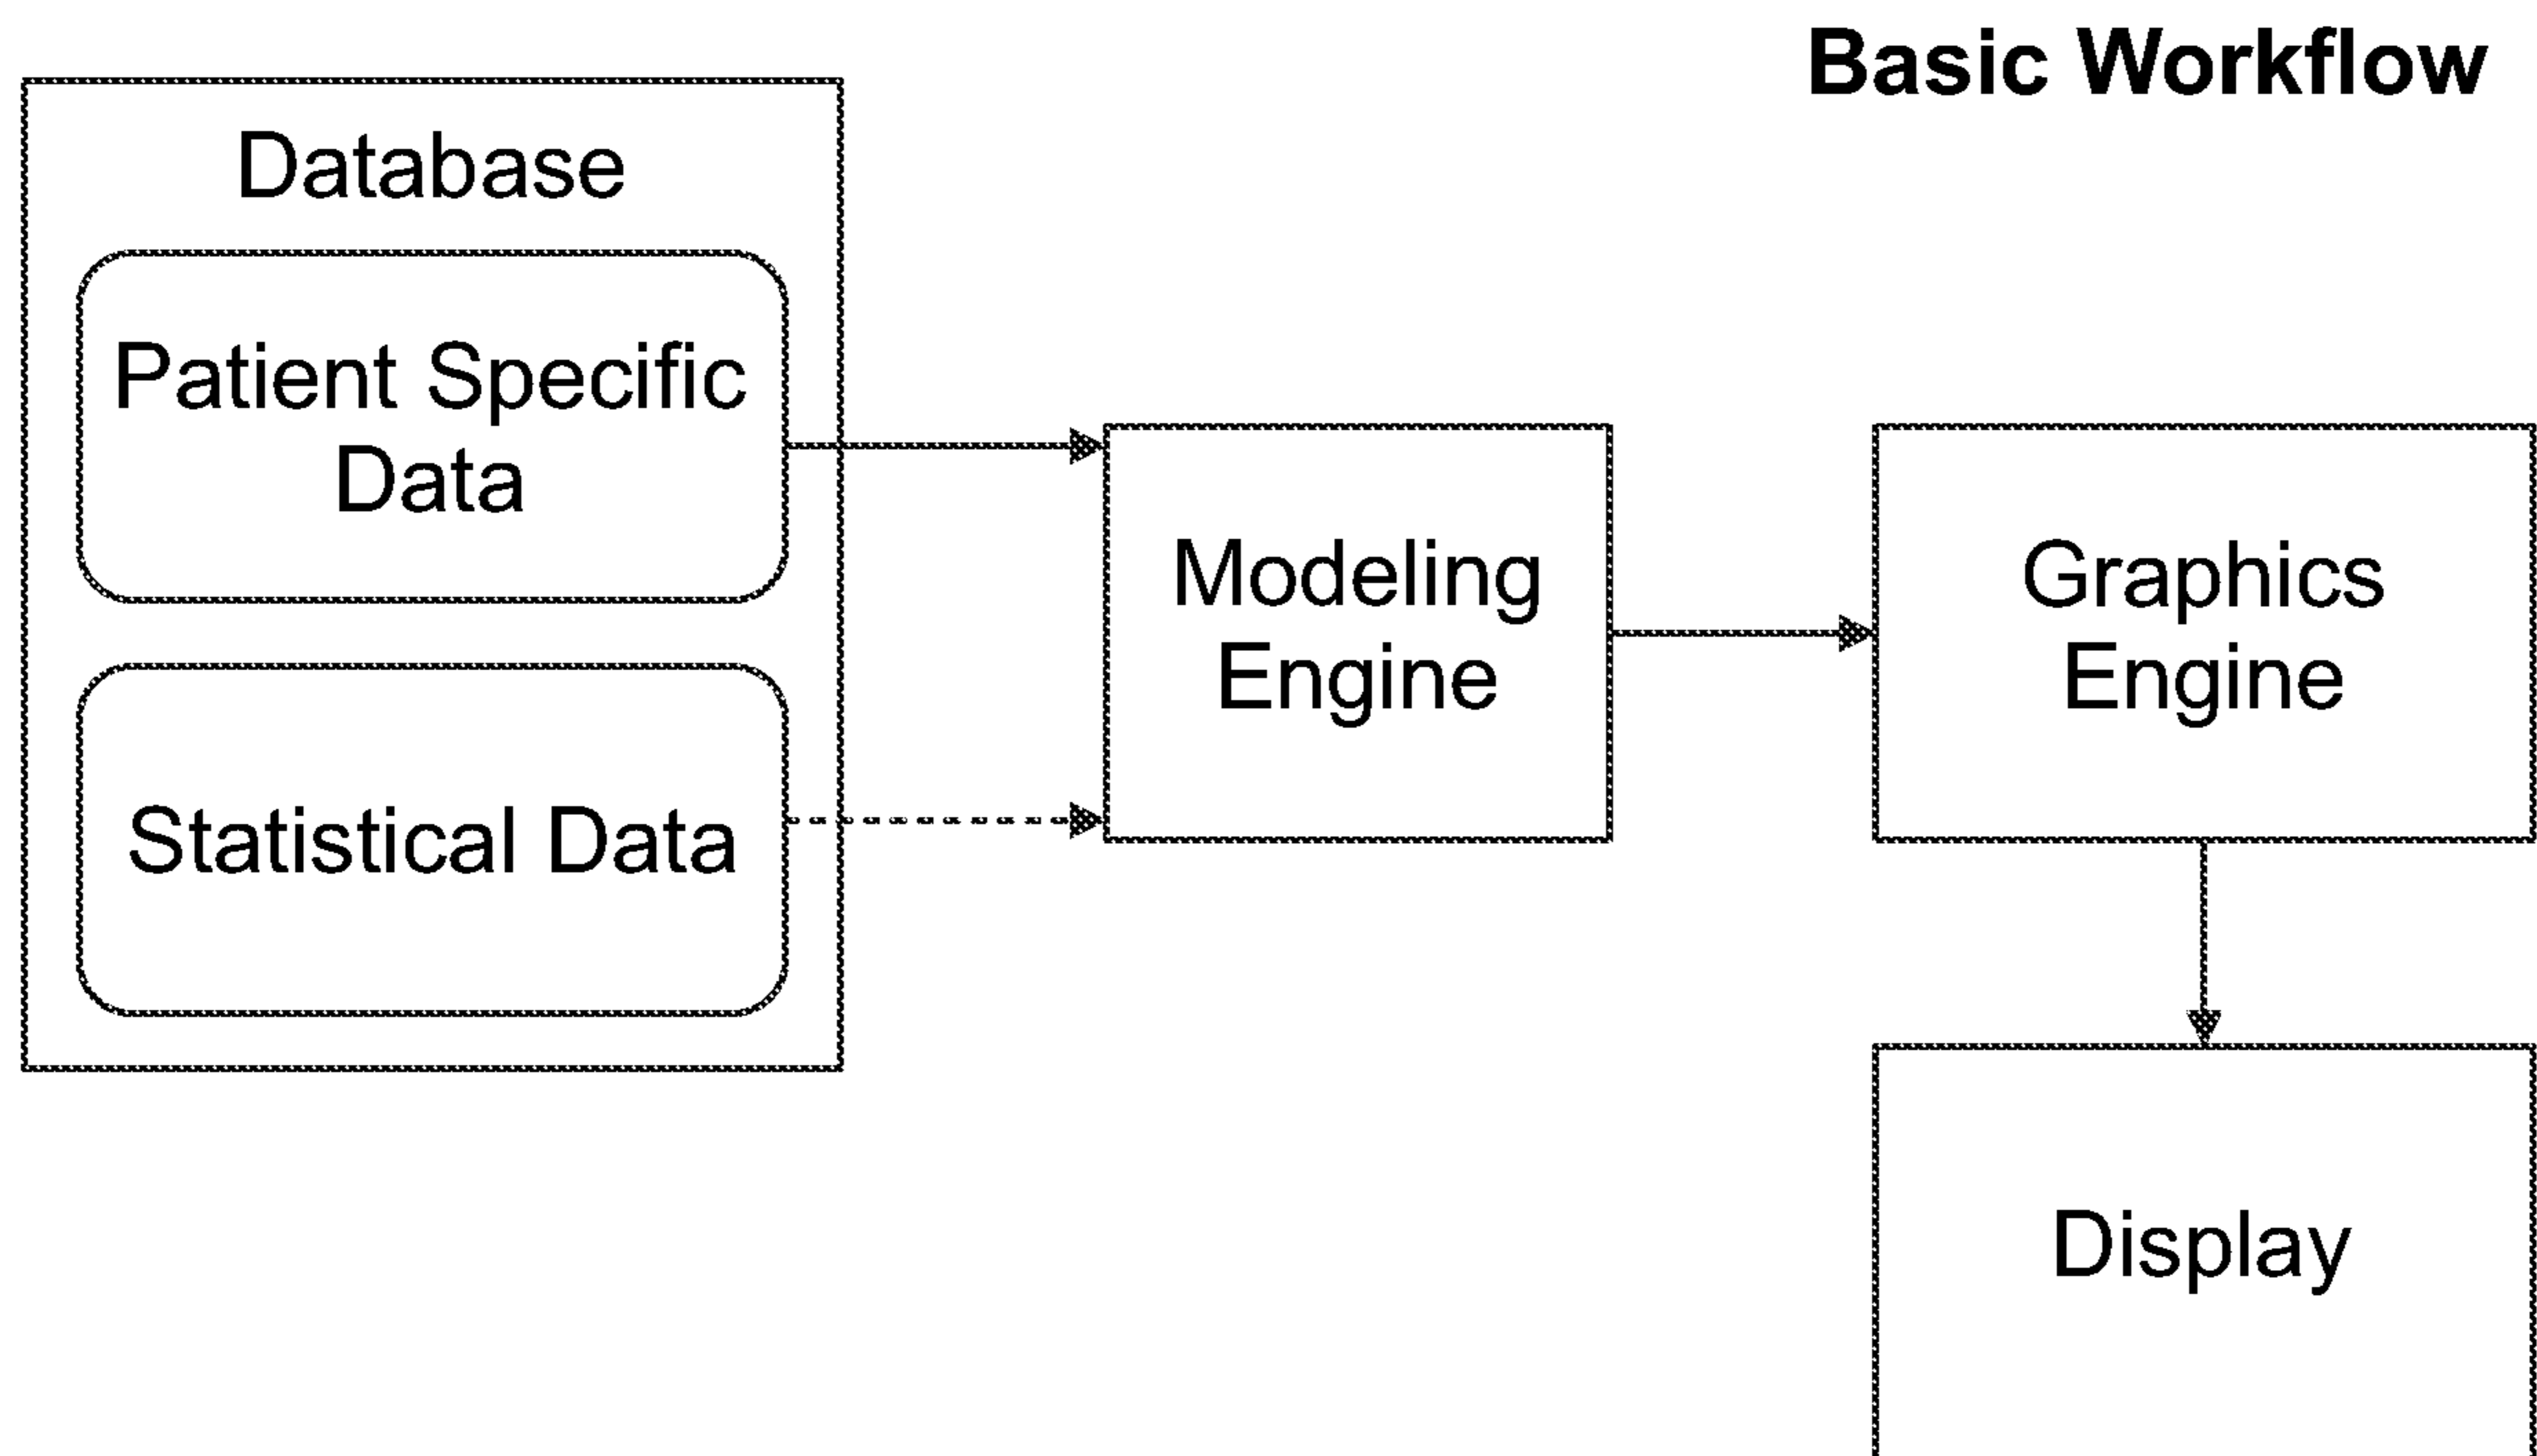 Basic Workflow
Database
Patient Specific
Data
Statistical Data
Modeling
Engine
Graphics
Engine
Display